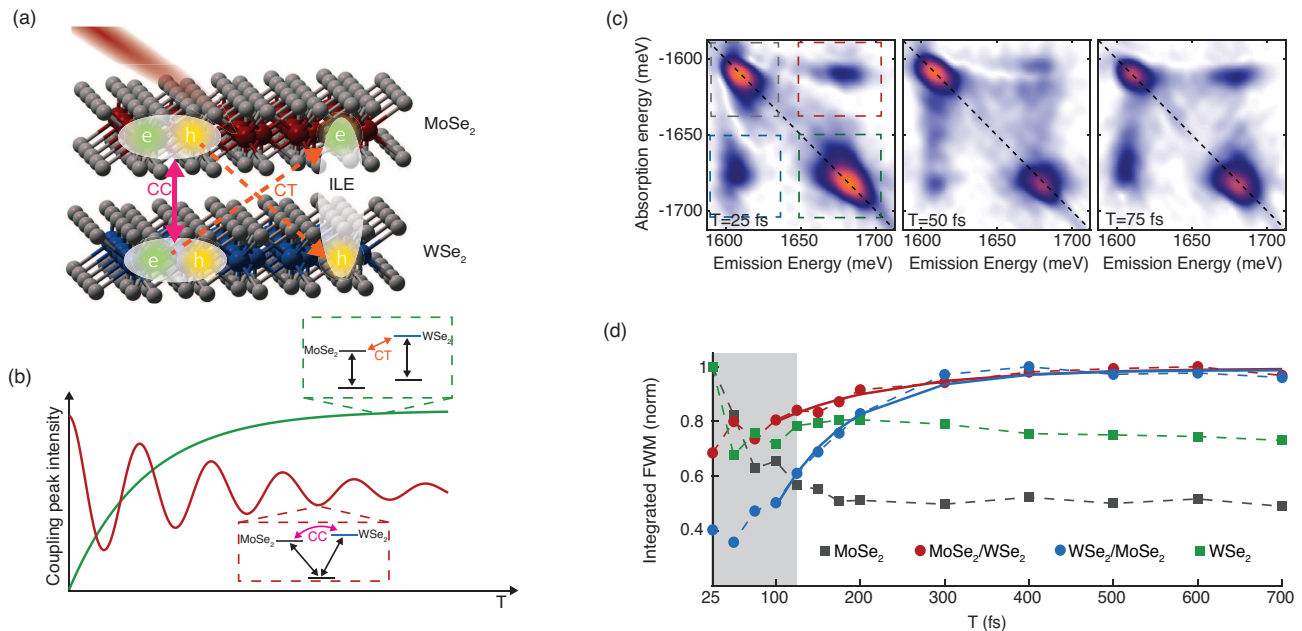 (a)
MoSe₂
e
h
e
CC
CT
ILE
WSe₂
e
h
h
(b)
Coupling peak intensity
T
MoSe₂
WSe₂
CT
MoSe₂
CC
WSe₂
(c)
Absorption energy (meV)
-1600
-1650
-1700
T=25 fs
T=50 fs
T=75 fs
1600 1650 1700
1600 1650 1700
1600 1650 1700
Emission Energy (meV)
Emission Energy (meV)
Emission Energy (meV)
(d)
Integrated FWM (norm)
1
0.8
0.6
0.4
MoSe₂ MoSe₂/WSe₂ WSe₂/MoSe₂ WSe₂
25 100 200 300 400 500 600 700
T (fs)